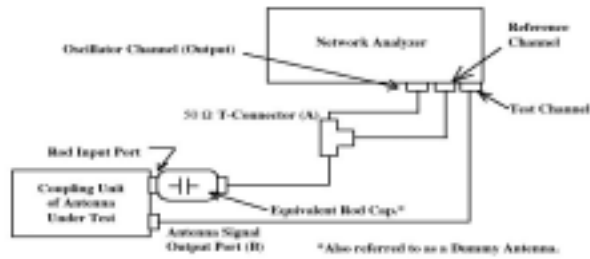 Reference
Channel
Network Analyzer
Oscillator Channel (Output)
Test Channel
50 Ω T-Connector (A)
Rod Input Port
Coupling Unit
of Antenna
Under Test
Equivalent Rod Cap.*
Antenna Signal
Output Port (B)
*Also referred to as a Dummy Antenna.